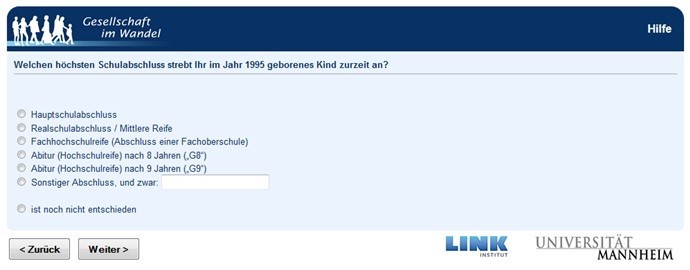 Gesellschaft
im Wandel
Hilfe
Welchen höchsten Schulabschluss strebt Ihr im Jahr 1995 geborenes Kind zurzeit an?
Hauptschulabschluss
Realschulabschluss / Mittlere Reife
Fachhochschulreife (Abschluss einer Fachoberschule)
Abitur (Hochschulreife) nach 8 Jahren („G8“)
Abitur (Hochschulreife) nach 9 Jahren („G9“)
Sonstiger Abschluss, und zwar:
ist noch nicht entschieden
< Zurück Weiter >
LINK
INSTITUT
UNIVERSITÄT
MANNHEIM